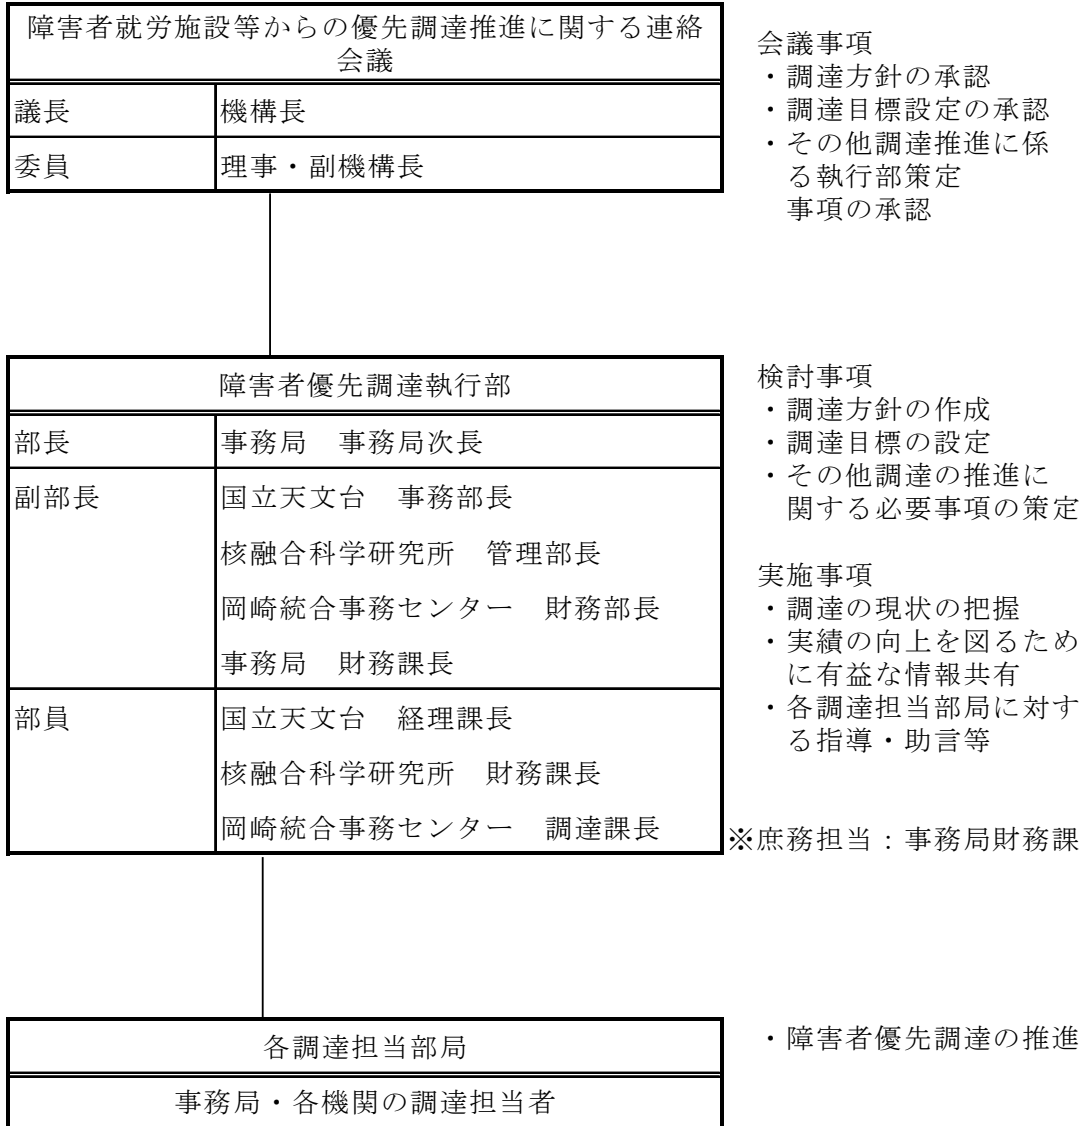 障害者就労施設等からの優先調達推進に関する連絡
会議
議長 機構長
委員 理事・副機構長
会議事項
・調達方針の承認
・調達目標設定の承認
・その他調達推進に係
る執行部策定
事項の承認
障害者優先調達執行部
部長 事務局 事務局次長
副部長 国立天文台 事務部長
核融合科学研究所 管理部長
岡崎統合事務センター 財務部長
事務局 財務課長
部員 国立天文台 経理課長
核融合科学研究所 財務課長
岡崎統合事務センター 調達課長
検討事項
・調達方針の作成
・調達目標の設定
・その他調達の推進に
関する必要事項の策定
実施事項
・調達の現状の把握
・実績の向上を図るため
に有益な情報共有
・各調達担当部局に対す
る指導・助言等
※庶務担当：事務局財務課
各調達担当部局
事務局・各機関の調達担当者
・障害者優先調達の推進